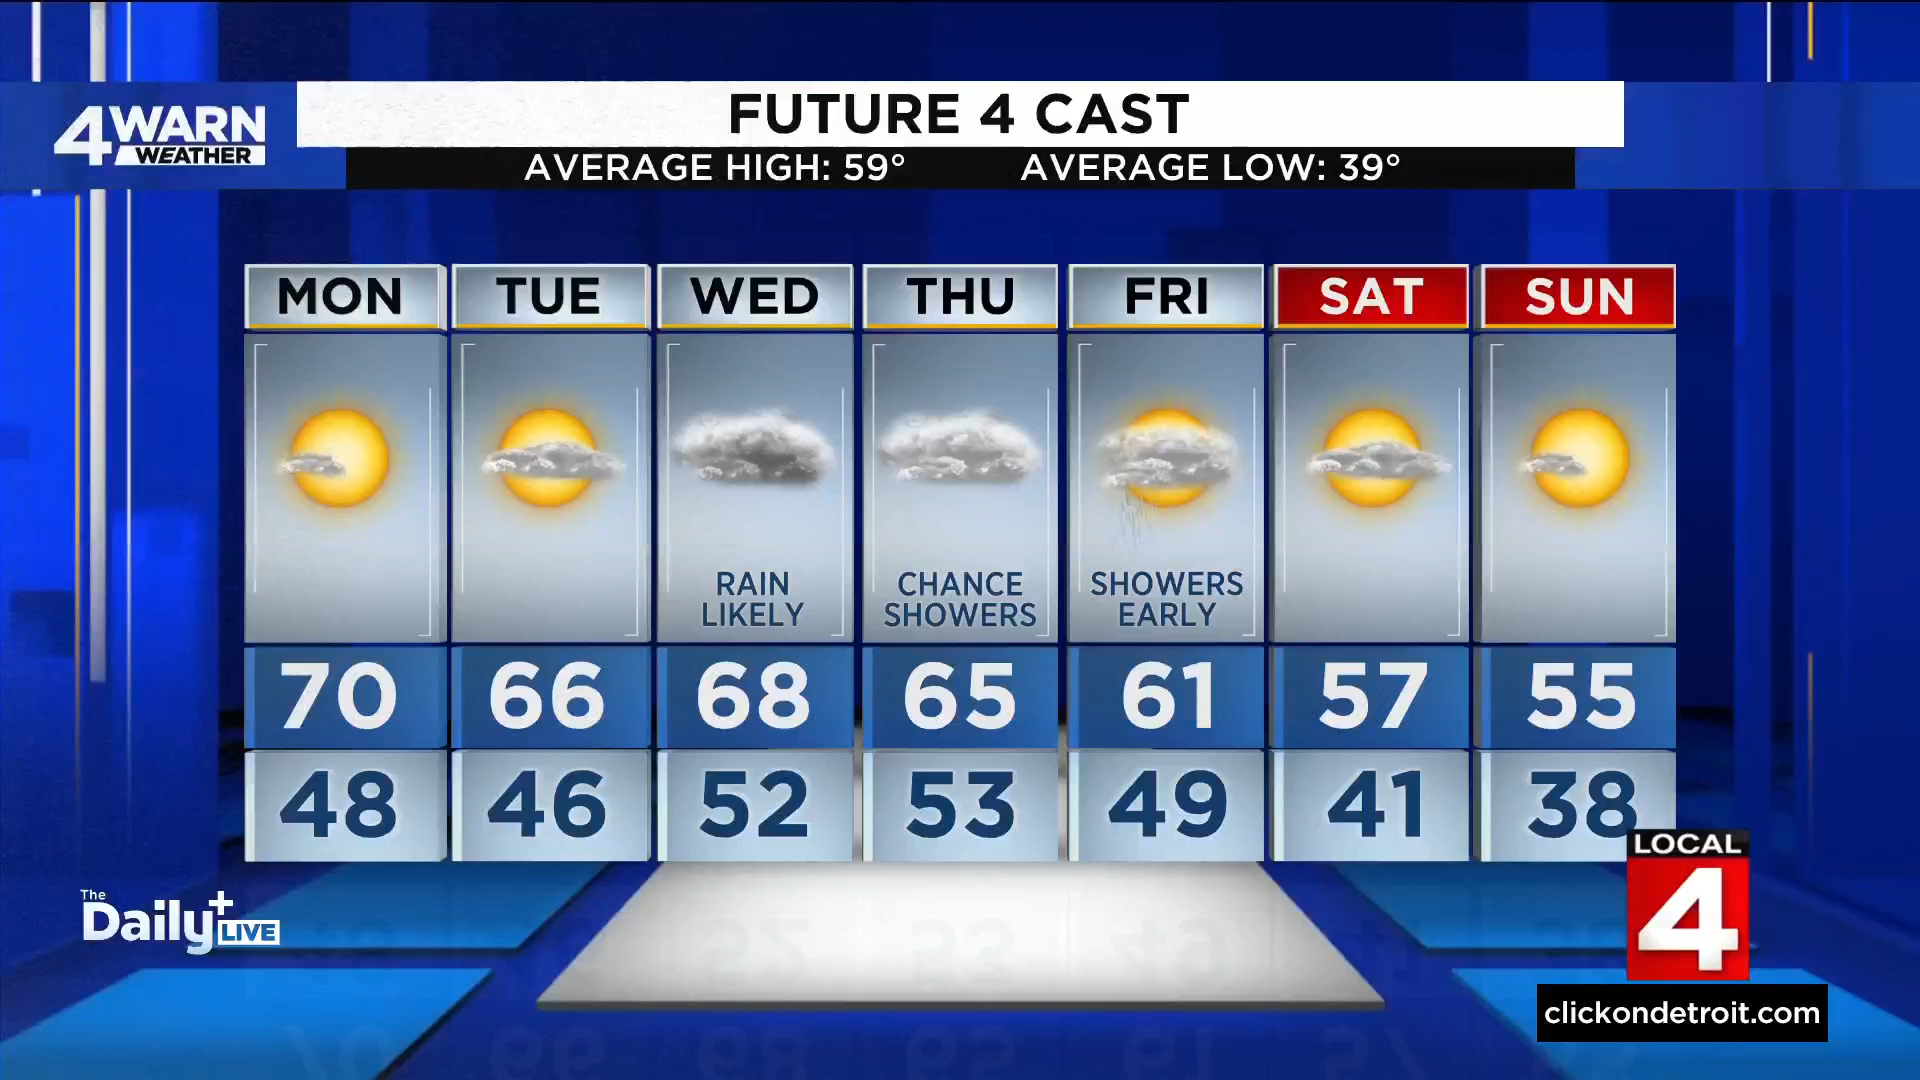 4WARN
WEATHER
FUTURE 4 CAST
AVERAGE HIGH: 59° AVERAGE LOW: 39°
MON TUE WED THU FRI SAT SUN
RAIN LIKELY
CHANCE SHOWERS
SHOWERS EARLY
70 66 68 65 61 57 55
48 46 52 53 49 41 38
The
Daily+
LIVE
LOCAL
4
clickondetroit.com